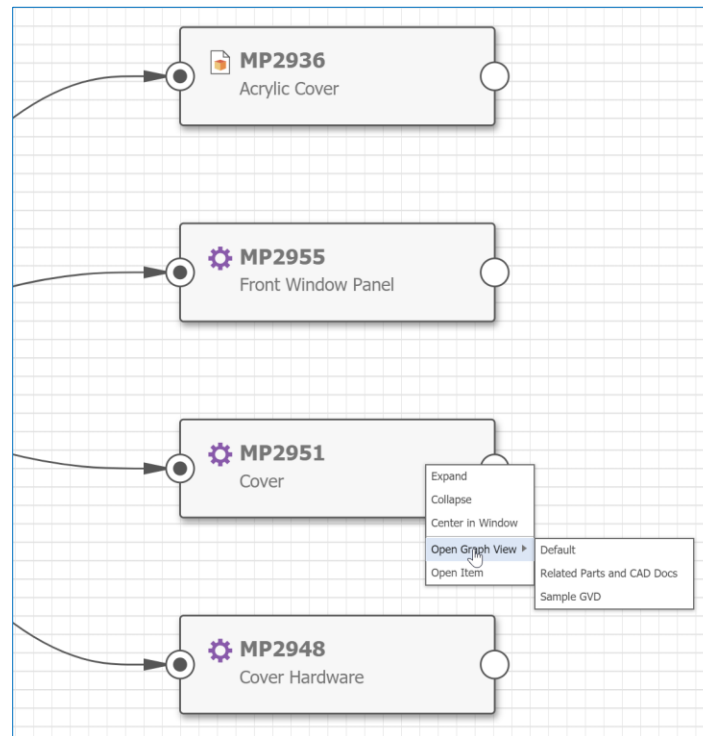 MP2936
Acrylic Cover
MP2955
Front Window Panel
MP2951
Cover
Expand
Collapse
Center in Window
Open Graph View
Open Item
Default
Related Parts and CAD Docs
Sample GVD
MP2948
Cover Hardware